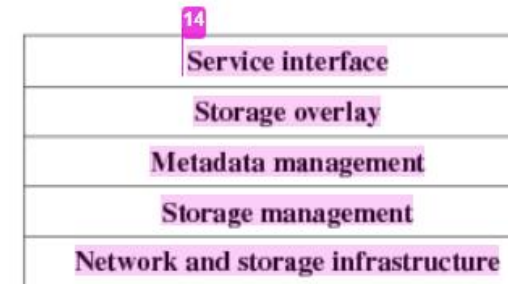 14
Service interface
Storage overlay
Metadata management
Storage management
Network and storage infrastructure